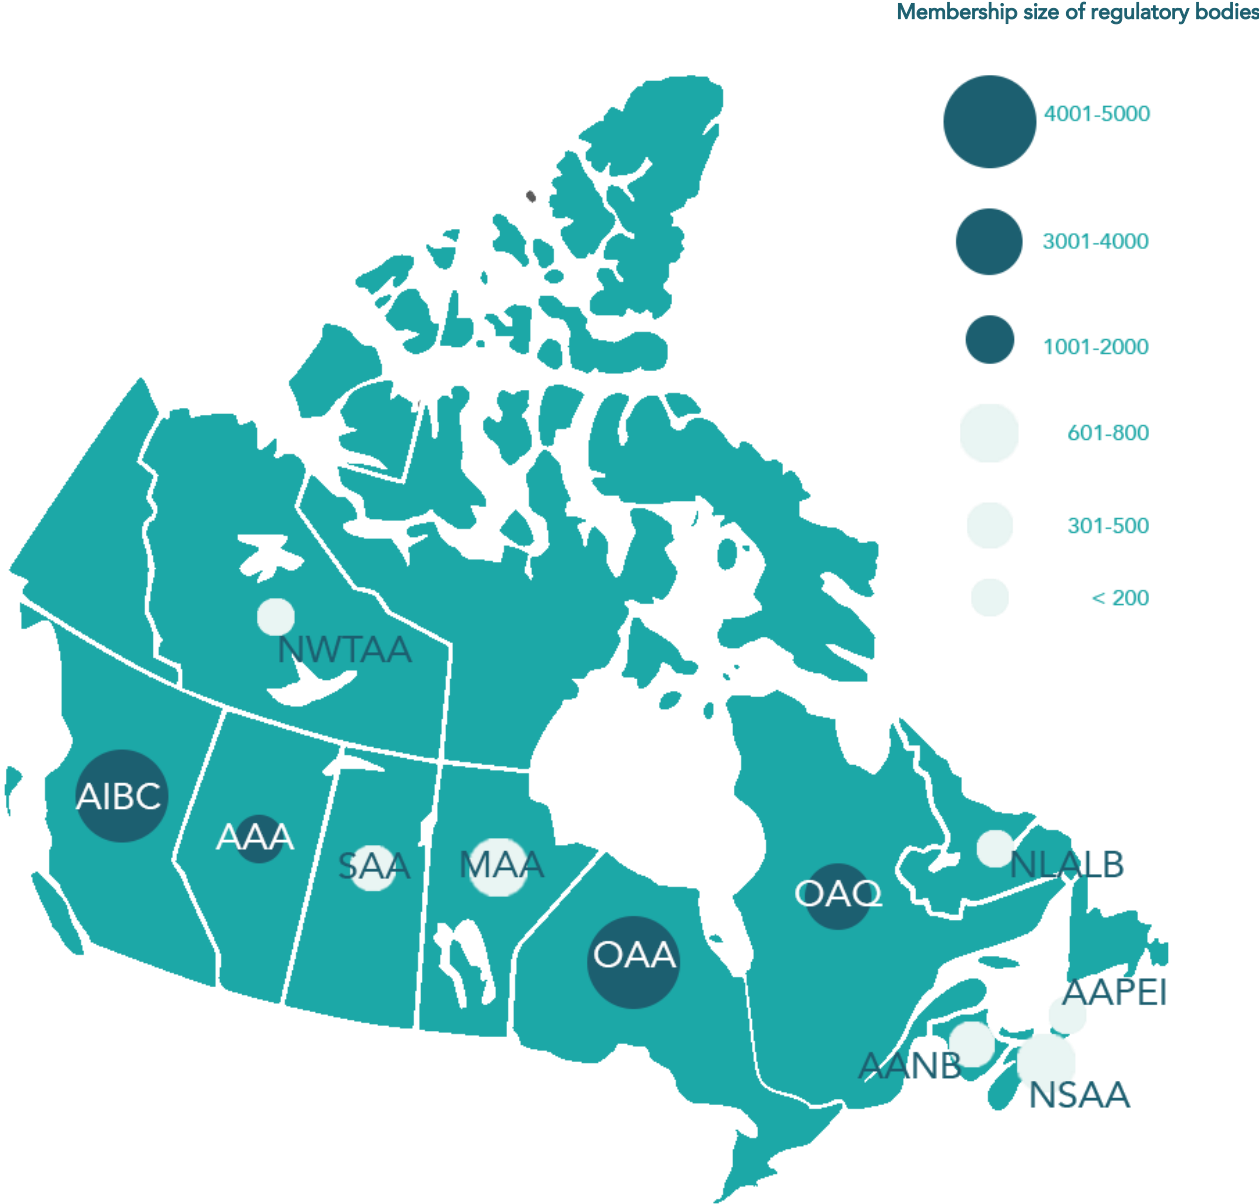 Membership size of regulatory bodies
4001-5000
3001-4000
1001-2000
601-800
301-500
< 200
NWTAA
AIBC
AAA
SAA
MAA
OAA
OAQ
NLALB
AAPEI
AANB
NSAA